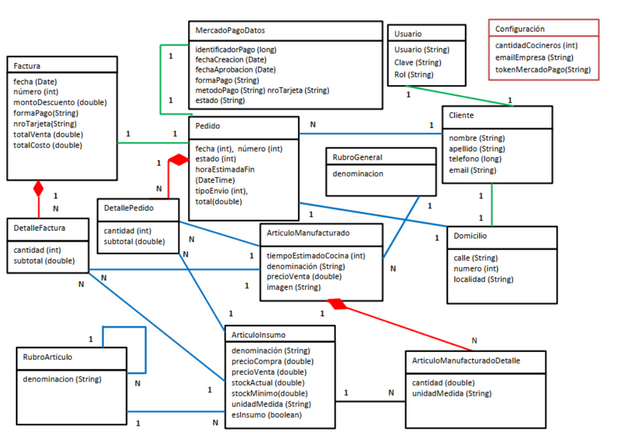 MercadoPagoDatos
identificadorPago (long)
fechaCreacion (Date)
fechaAprobacion (Date)
formaPago (String)
metodoPago (String) nroTarjeta (String)
estado (String)
Usuario
Usuario (String)
Clave (String)
Rol (String)
Configuración
cantidadCocineros (int)
emailEmpresa (String)
tokenMercadoPago(String)
Factura
fecha (Date)
número (int)
montoDescuento (double)
formaPago(String)
nroTarjeta(String)
totalVenta (double)
totalCosto (double)
1
1
1
1
1
1
N
1
Pedido
fecha (int), número (int)
estado (int)
horaEstimadaFin
(DateTime)
tipoEnvio (int),
total(double)
Cliente
nombre (String)
apellido (String)
telefono (long)
email (String)
RubroGeneral
denominacion
1
N
1
N
1
1
1
1
1
DetallePedido
cantidad (int)
subtotal (double)
DetalleFactura
cantidad (int)
subtotal (double)
ArticuloManufacturado
tiempoEstimadoCocina (int)
denominación (String)
precioVenta (double)
imagen (String)
Domicilio
calle (String)
numero (int)
localidad (String)
N
N
N
N
1
N
1
1
1
N
RubroArticulo
denominacion (String)
1
N
1
N
ArticuloInsumo
denominación (String)
precioCompra (double)
precioVenta (double)
stockActual (double)
stockMinimo(double)
unidadMedida (String)
esInsumo (boolean)
1
1
N
ArticuloManufacturadoDetalle
cantidad (double)
unidadMedida (String)